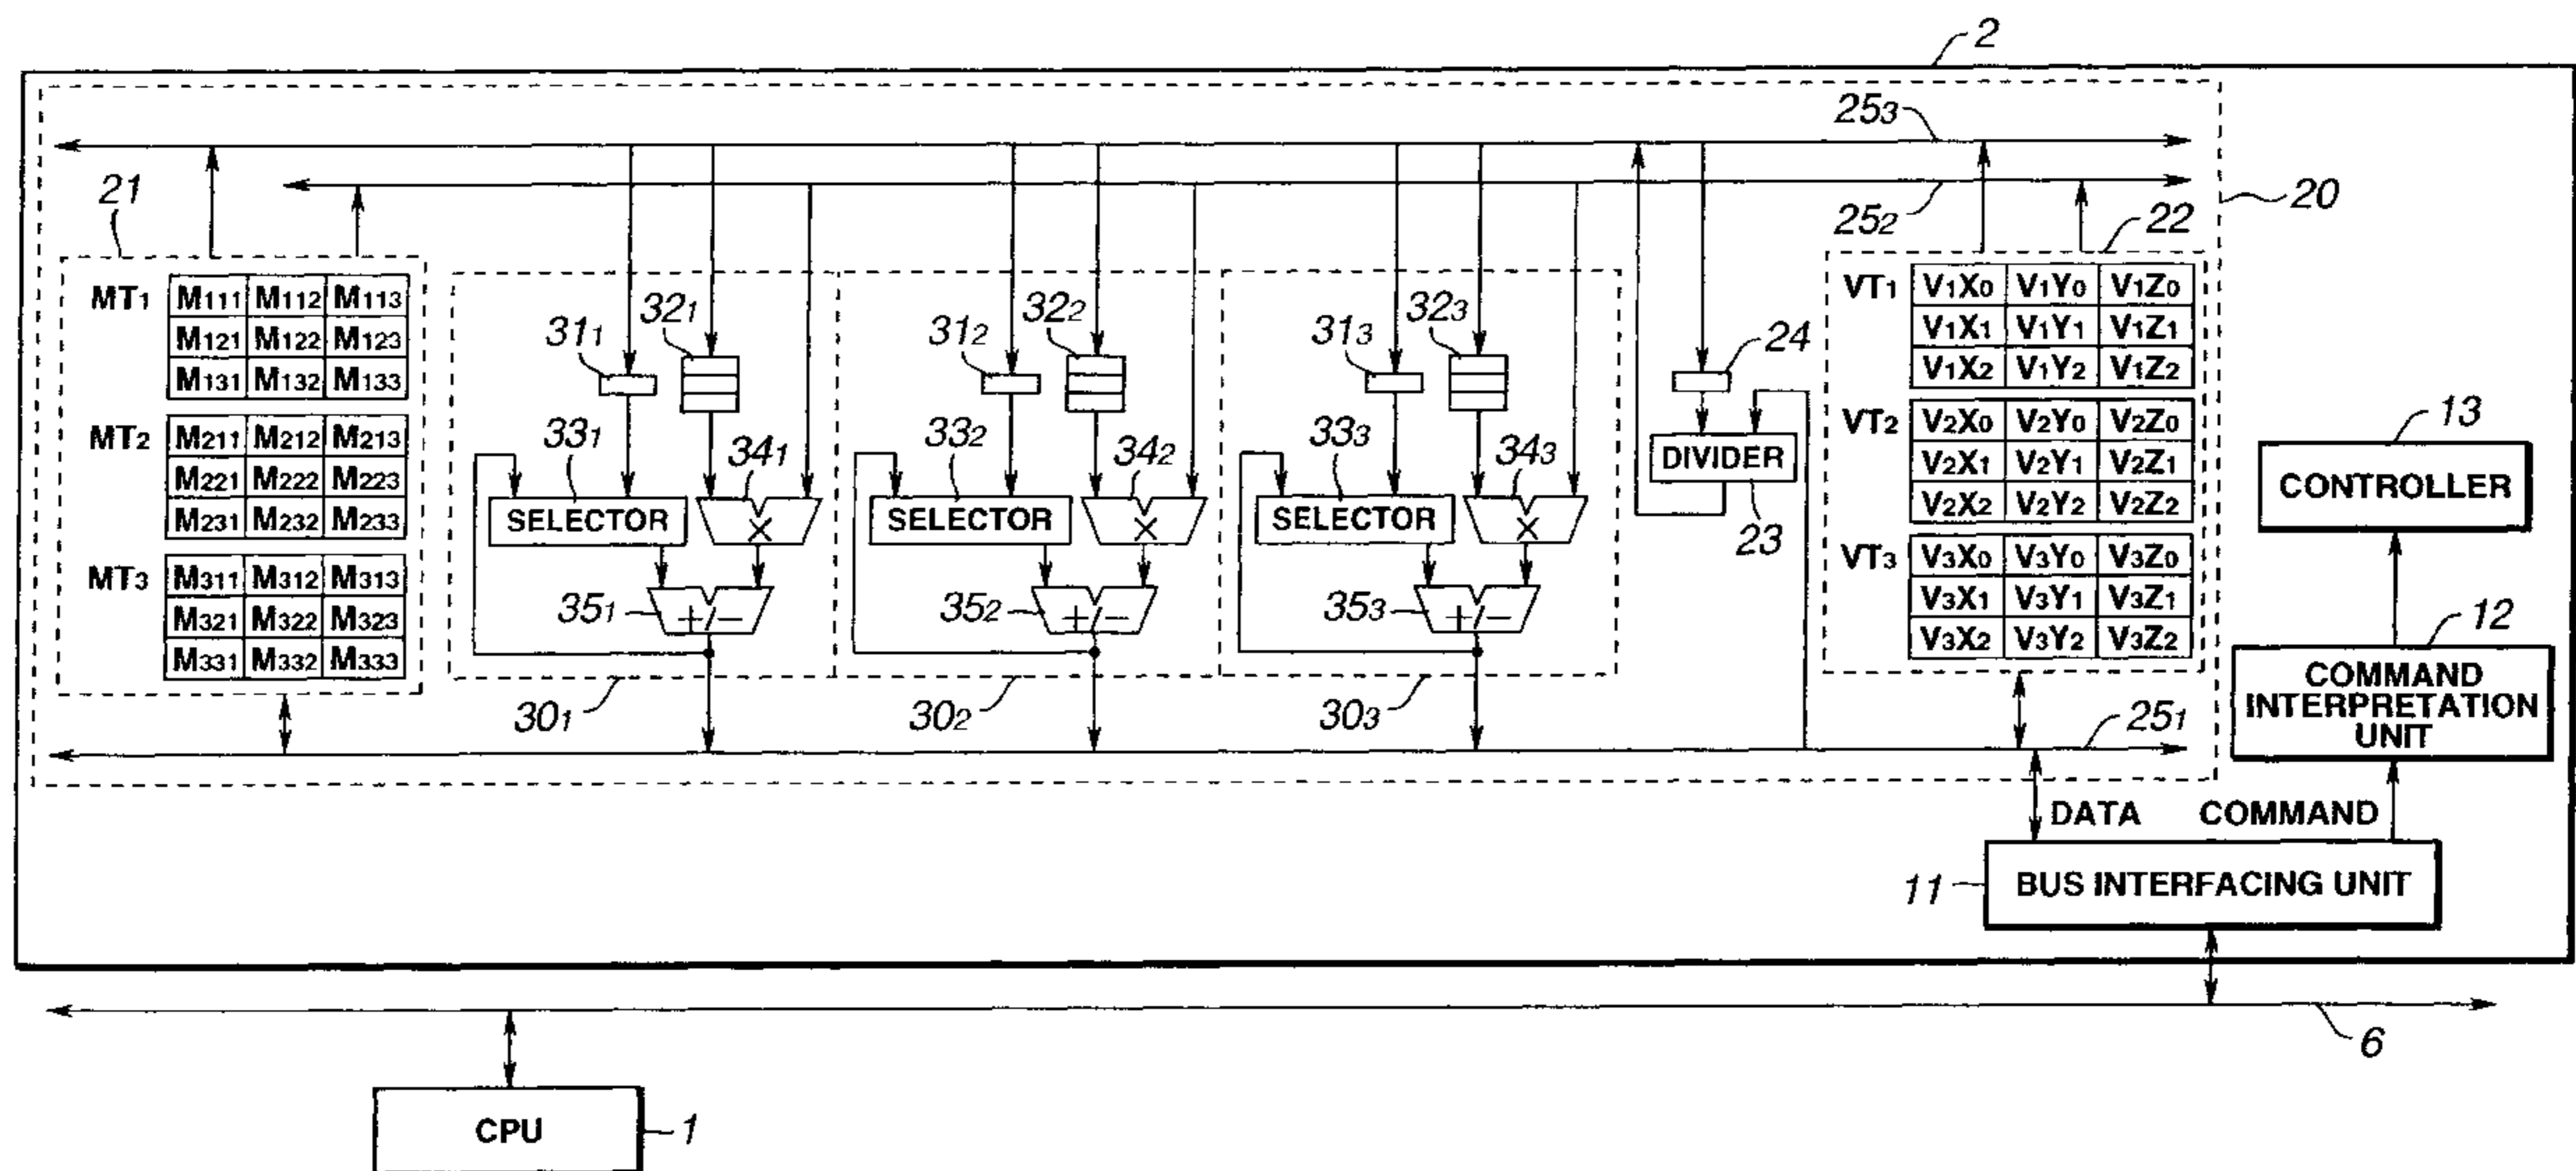 2
25₃
21
20
25₂
22
MT₁ M₁₁₁ M₁₁₂ M₁₁₃
M₁₂₁ M₁₂₂ M₁₂₃
M₁₃₁ M₁₃₂ M₁₃₃
MT₂ M₂₁₁ M₂₁₂ M₂₁₃
M₂₂₁ M₂₂₂ M₂₂₃
M₂₃₁ M₂₃₂ M₂₃₃
MT₃ M₃₁₁ M₃₁₂ M₃₁₃
M₃₂₁ M₃₂₂ M₃₂₃
M₃₃₁ M₃₃₂ M₃₃₃
31₁
32₁
33₁
34₁
SELECTOR
×
35₁
+/−
30₁
31₂
32₂
33₂
34₂
SELECTOR
×
35₂
+/−
30₂
31₃
32₃
33₃
34₃
SELECTOR
×
35₃
+/−
30₃
24
DIVIDER
23
VT₁ V₁X₀ V₁Y₀ V₁Z₀
V₁X₁ V₁Y₁ V₁Z₁
V₁X₂ V₁Y₂ V₁Z₂
VT₂ V₂X₀ V₂Y₀ V₂Z₀
V₂X₁ V₂Y₁ V₂Z₁
V₂X₂ V₂Y₂ V₂Z₂
VT₃ V₃X₀ V₃Y₀ V₃Z₀
V₃X₁ V₃Y₁ V₃Z₁
V₃X₂ V₃Y₂ V₃Z₂
25₁
13
CONTROLLER
12
COMMAND
INTERPRETATION
UNIT
DATA
COMMAND
11
BUS INTERFACING UNIT
6
CPU
1